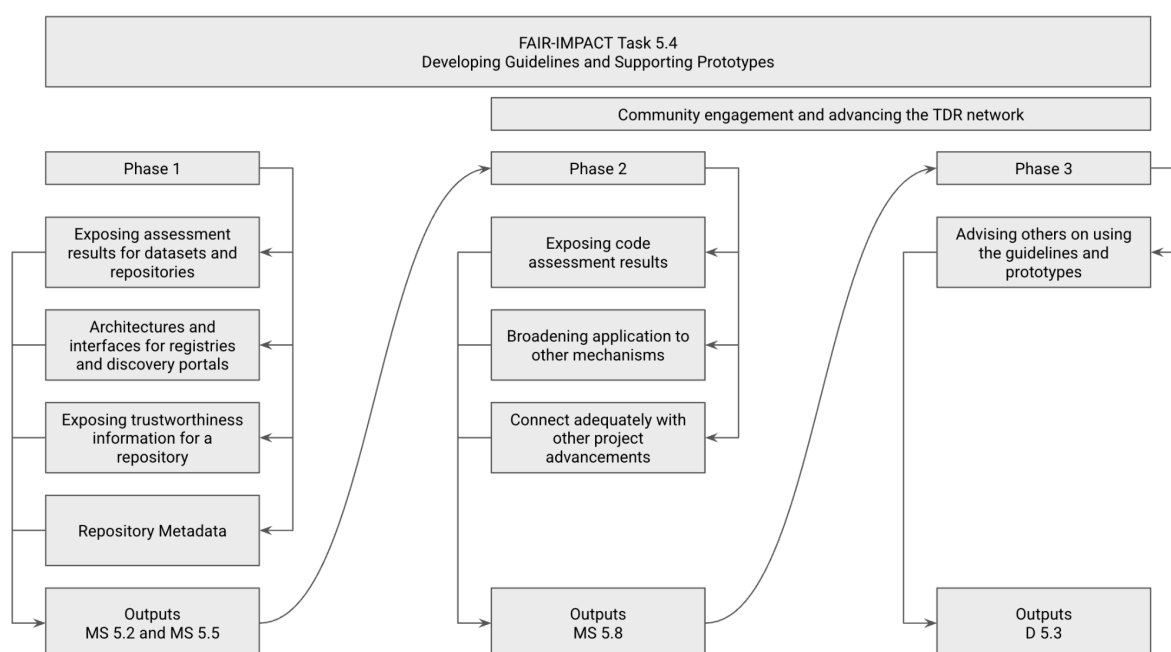 FAIR-IMPACT Task 5.4
Developing Guidelines and Supporting Prototypes
Community engagement and advancing the TDR network
Phase 1
Exposing assessment
results for datasets and
repositories
Architectures and
interfaces for registries
and discovery portals
Exposing trustworthiness
information for a
repository
Repository Metadata
Outputs
MS 5.2 and MS 5.5
Phase 2
Exposing code
assessment results
Broadening application to
other mechanisms
Connect adequately with
other project
advancements
Outputs
MS 5.8
Phase 3
Advising others on using
the guidelines and
prototypes
Outputs
D 5.3